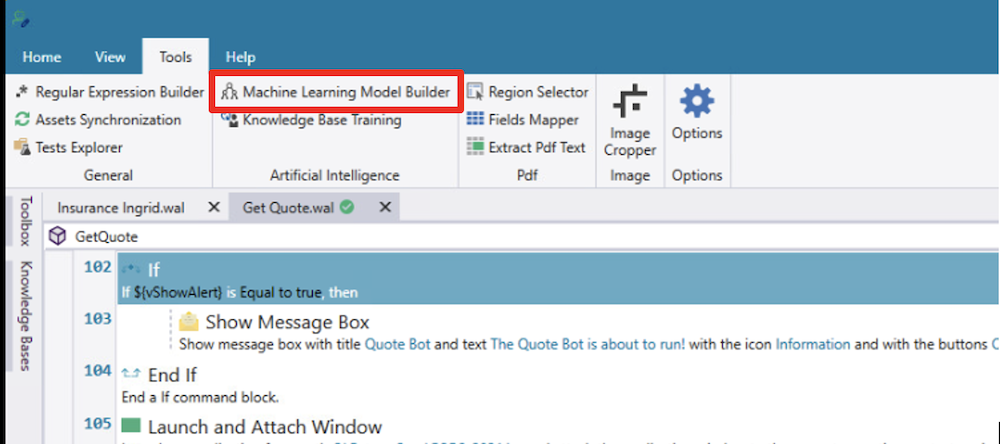 Home View Tools Help
Regular Expression Builder Machine Learning Model Builder Region Selector
Assets Synchronization Knowledge Base Training Fields Mapper Image Cropper Options
Tests Explorer Extract Pdf Text
General Artificial Intelligence Pdf Image Options
Toolbox
Knowledge Bases
Insurance Ingrid.wal X Get Quote.wal X
GetQuote
102 If
If ${vShowAlert} is Equal to true, then
103 Show Message Box
Show message box with title Quote Bot and text The Quote Bot is about to run! with the icon Information and with the buttons
104 End If
End a If command block.
105 Launch and Attach Window